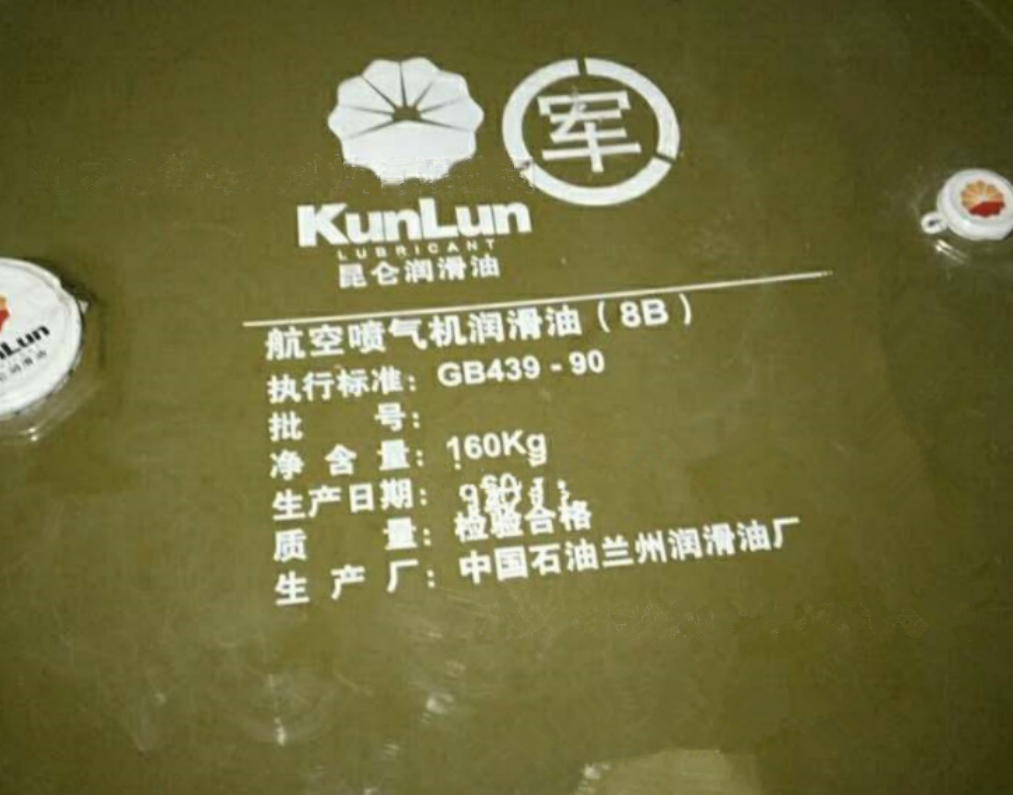 军
KunLun
LUBRICANT
昆仑润滑油
航空喷气机润滑油(8B)
执行标准:GB439-90
批 号:
净 含 量:160Kg
生产日期:
质 量:检验合格
生 产 厂:中国石油兰州润滑油厂